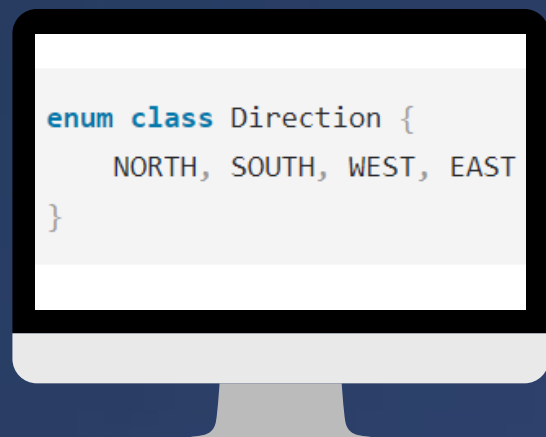 enum class Direction {
    NORTH, SOUTH, WEST, EAST
}